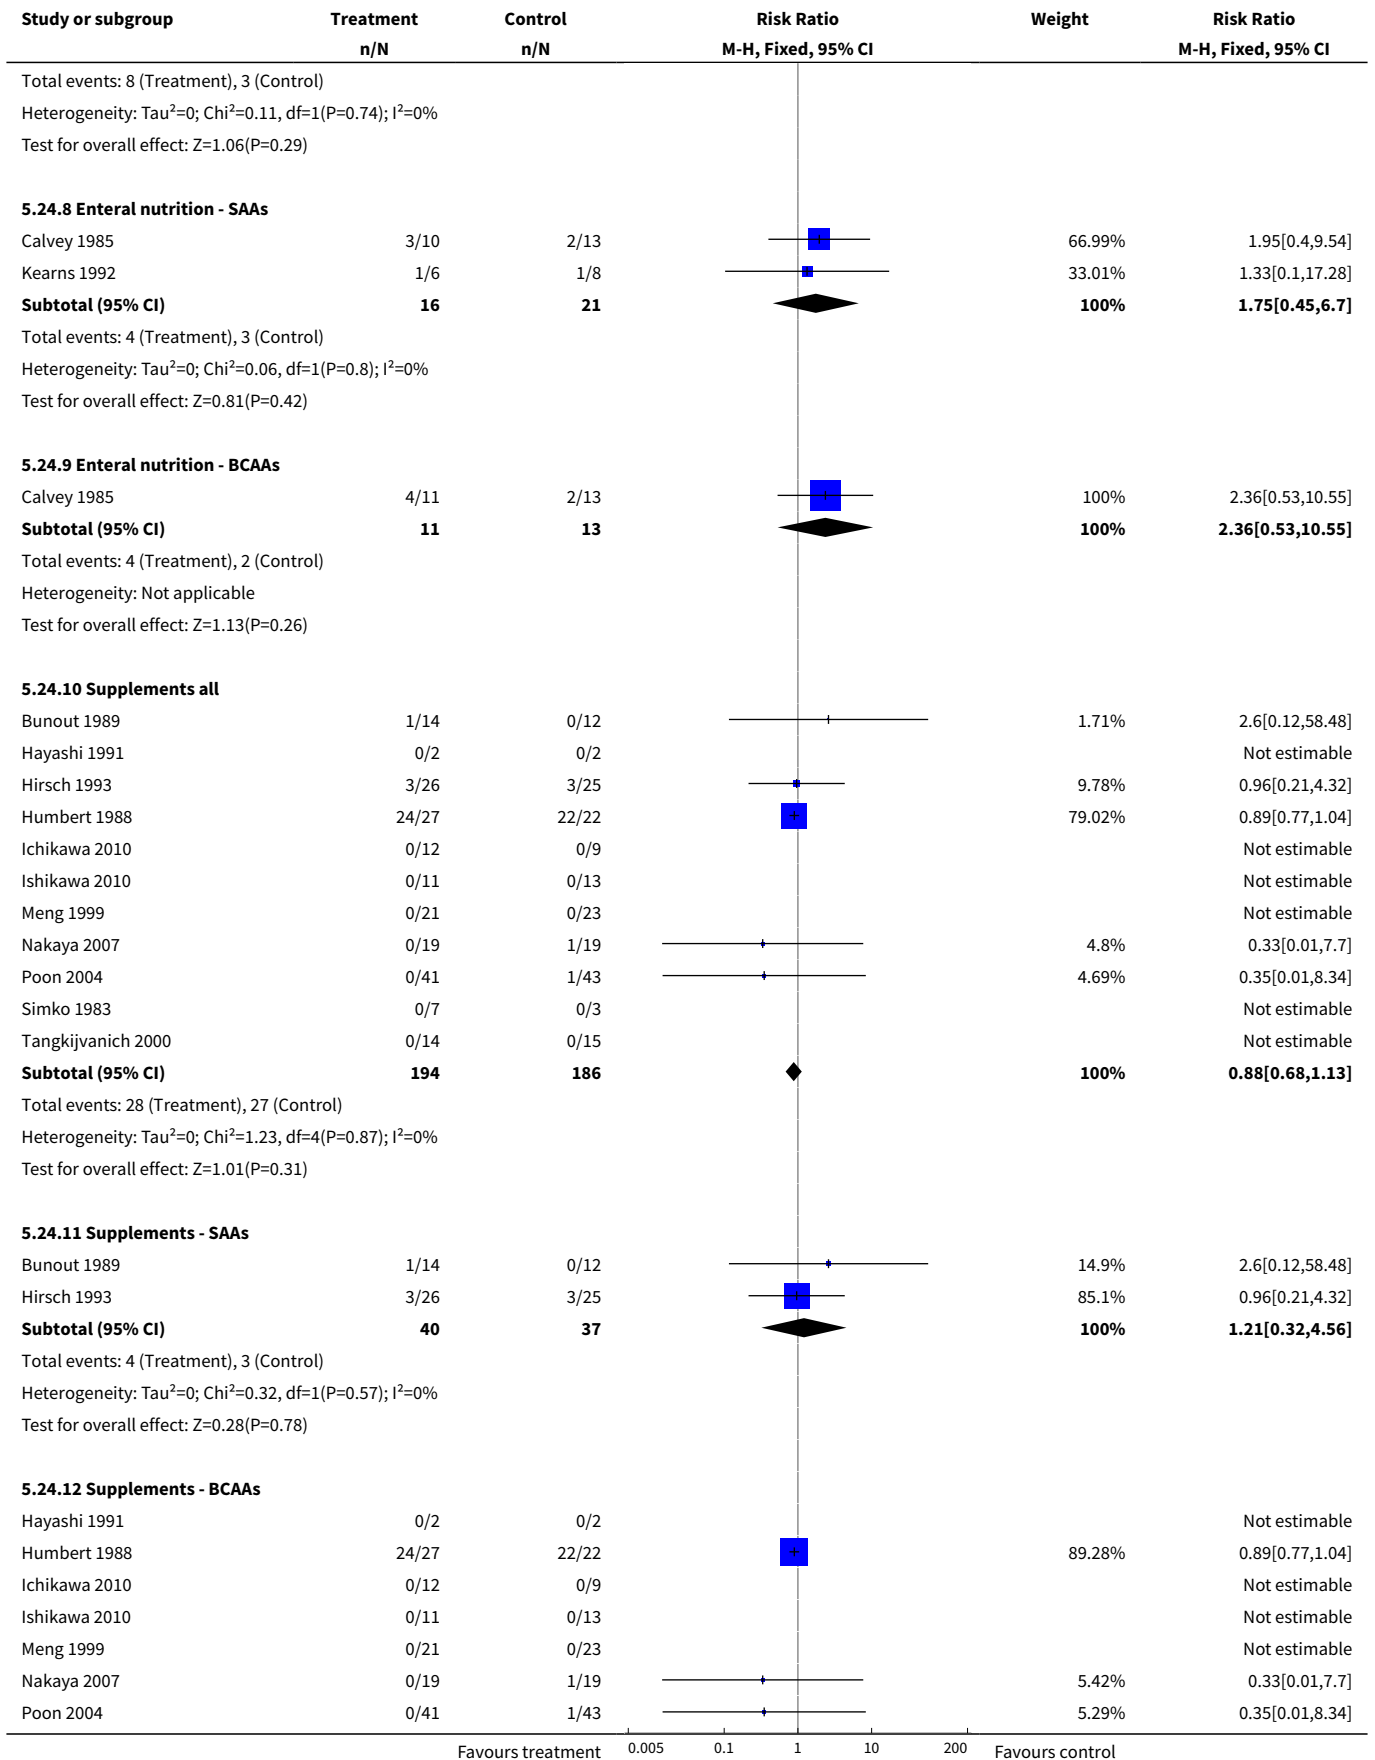 Study or subgroup Treatment Control Risk Ratio Weight Risk Ratio
n/N n/N M-H, Fixed, 95% CI M-H, Fixed, 95% CI
Total events: 8 (Treatment), 3 (Control)
Heterogeneity: Tau²=0; Chi²=0.11, df=1(P=0.74); I²=0%
Test for overall effect: Z=1.06(P=0.29)
5.24.8 Enteral nutrition - SAAs
Calvey 1985 3/10 2/13 66.99% 1.95[0.4,9.54]
Kearns 1992 1/6 1/8 33.01% 1.33[0.1,17.28]
Subtotal (95% CI) 16 21 100% 1.75[0.45,6.7]
Total events: 4 (Treatment), 3 (Control)
Heterogeneity: Tau²=0; Chi²=0.06, df=1(P=0.8); I²=0%
Test for overall effect: Z=0.81(P=0.42)
5.24.9 Enteral nutrition - BCAAs
Calvey 1985 4/11 2/13 100% 2.36[0.53,10.55]
Subtotal (95% CI) 11 13 100% 2.36[0.53,10.55]
Total events: 4 (Treatment), 2 (Control)
Heterogeneity: Not applicable
Test for overall effect: Z=1.13(P=0.26)
5.24.10 Supplements all
Bunout 1989 1/14 0/12 1.71% 2.6[0.12,58.48]
Hayashi 1991 0/2 0/2 Not estimable
Hirsch 1993 3/26 3/25 9.78% 0.96[0.21,4.32]
Humbert 1988 24/27 22/22 79.02% 0.89[0.77,1.04]
Ichikawa 2010 0/12 0/9 Not estimable
Ishikawa 2010 0/11 0/13 Not estimable
Meng 1999 0/21 0/23 Not estimable
Nakaya 2007 0/19 1/19 4.8% 0.33[0.01,7.7]
Poon 2004 0/41 1/43 4.69% 0.35[0.01,8.34]
Simko 1983 0/7 0/3 Not estimable
Tangkijvanich 2000 0/14 0/15 Not estimable
Subtotal (95% CI) 194 186 100% 0.88[0.68,1.13]
Total events: 28 (Treatment), 27 (Control)
Heterogeneity: Tau²=0; Chi²=1.23, df=4(P=0.87); I²=0%
Test for overall effect: Z=1.01(P=0.31)
5.24.11 Supplements - SAAs
Bunout 1989 1/14 0/12 14.9% 2.6[0.12,58.48]
Hirsch 1993 3/26 3/25 85.1% 0.96[0.21,4.32]
Subtotal (95% CI) 40 37 100% 1.21[0.32,4.56]
Total events: 4 (Treatment), 3 (Control)
Heterogeneity: Tau²=0; Chi²=0.32, df=1(P=0.57); I²=0%
Test for overall effect: Z=0.28(P=0.78)
5.24.12 Supplements - BCAAs
Hayashi 1991 0/2 0/2 Not estimable
Humbert 1988 24/27 22/22 89.28% 0.89[0.77,1.04]
Ichikawa 2010 0/12 0/9 Not estimable
Ishikawa 2010 0/11 0/13 Not estimable
Meng 1999 0/21 0/23 Not estimable
Nakaya 2007 0/19 1/19 5.42% 0.33[0.01,7.7]
Poon 2004 0/41 1/43 5.29% 0.35[0.01,8.34]
Favours treatment 0.005 0.1 1 10 200 Favours control